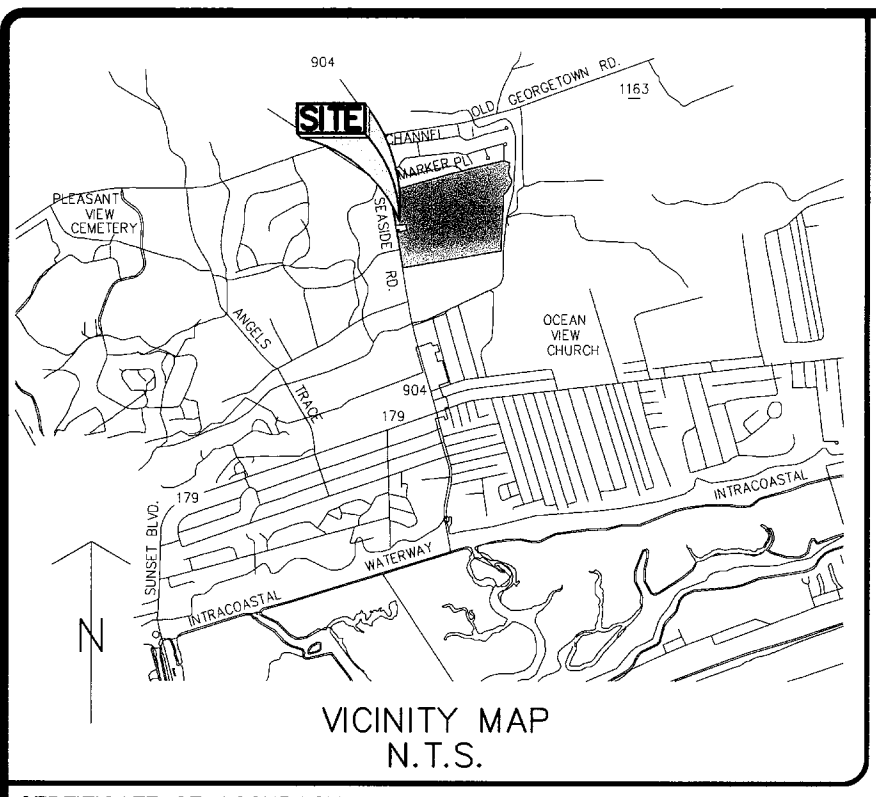 904
OLD GEORGETOWN RD.
1163
SITE
CHANNEL
MARKER PL
PLEASANT
VIEW
CEMETERY
SEASIDE RD.
ANGELS TRACE
OCEAN
VIEW
CHURCH
904
179
179
SUNSET BLVD.
INTRACOASTAL
INTRACOASTAL WATERWAY
N
VICINITY MAP
N.T.S.